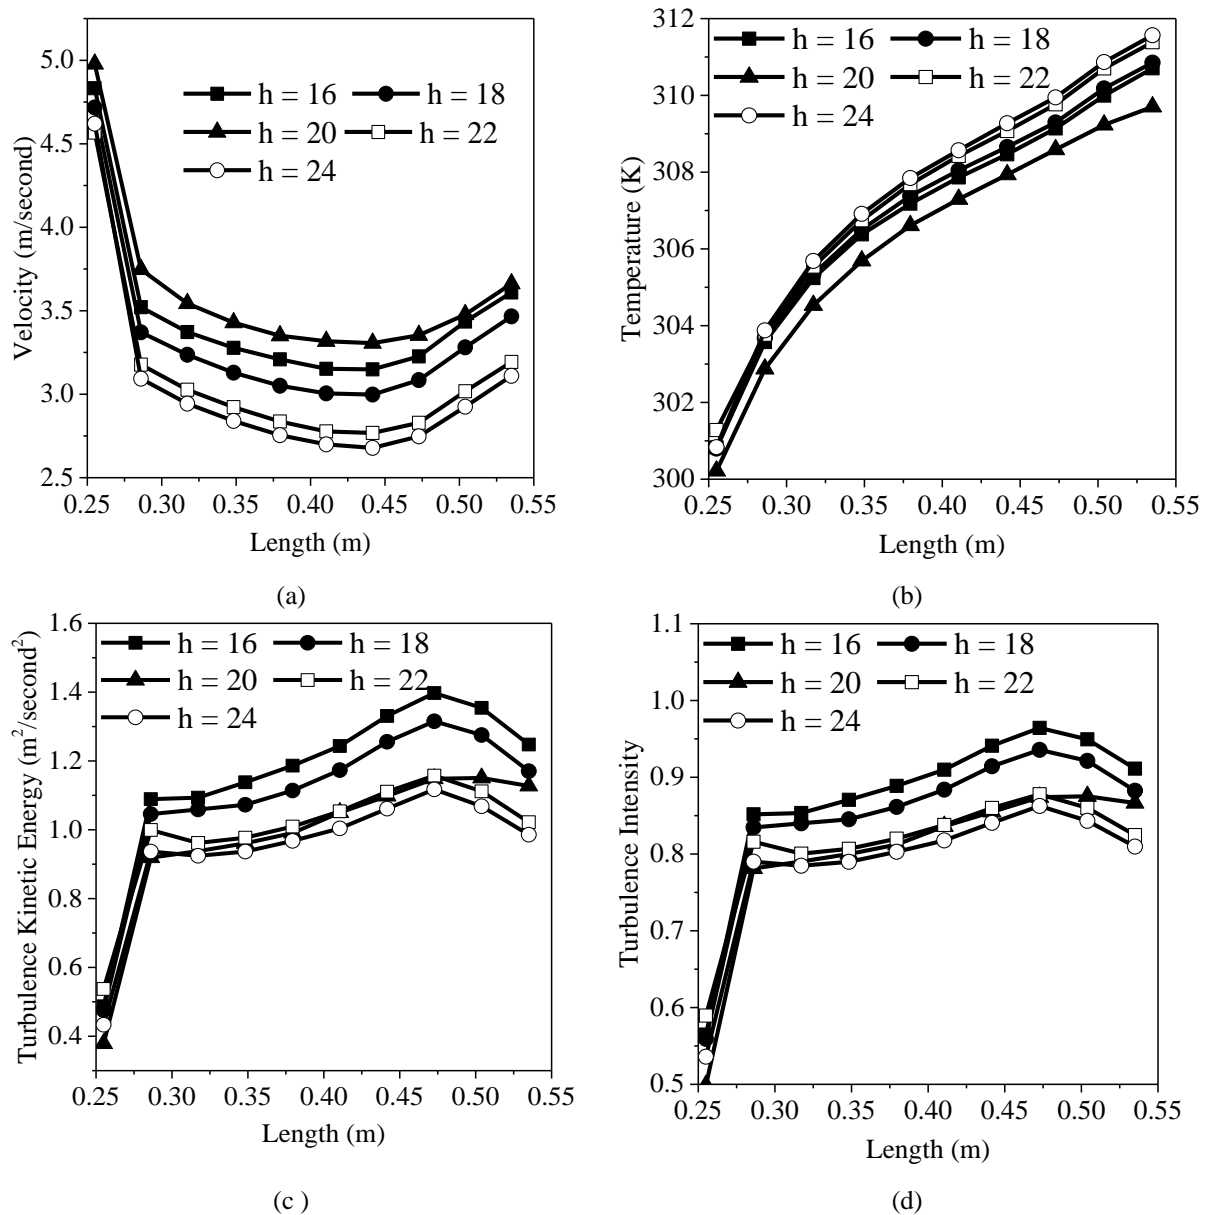 5.0
4.5
4.0
3.5
3.0
2.5
0.25 0.30 0.35 0.40 0.45 0.50 0.55
Velocity (m/second)
Length (m)
h = 16 h = 18
h = 20 h = 22
h = 24
(a)
312
310
308
306
304
302
300
0.25 0.30 0.35 0.40 0.45 0.50 0.55
Temperature (K)
Length (m)
h = 16 h = 18
h = 20 h = 22
h = 24
(b)
1.6
1.4
1.2
1.0
0.8
0.6
0.4
0.25 0.30 0.35 0.40 0.45 0.50 0.55
Turbulence Kinetic Energy (m²/second²)
Length (m)
h = 16 h = 18
h = 20 h = 22
h = 24
(c )
1.1
1.0
0.9
0.8
0.7
0.6
0.5
0.25 0.30 0.35 0.40 0.45 0.50 0.55
Turbulence Intensity
Length (m)
h = 16 h = 18
h = 20 h = 22
h = 24
(d)